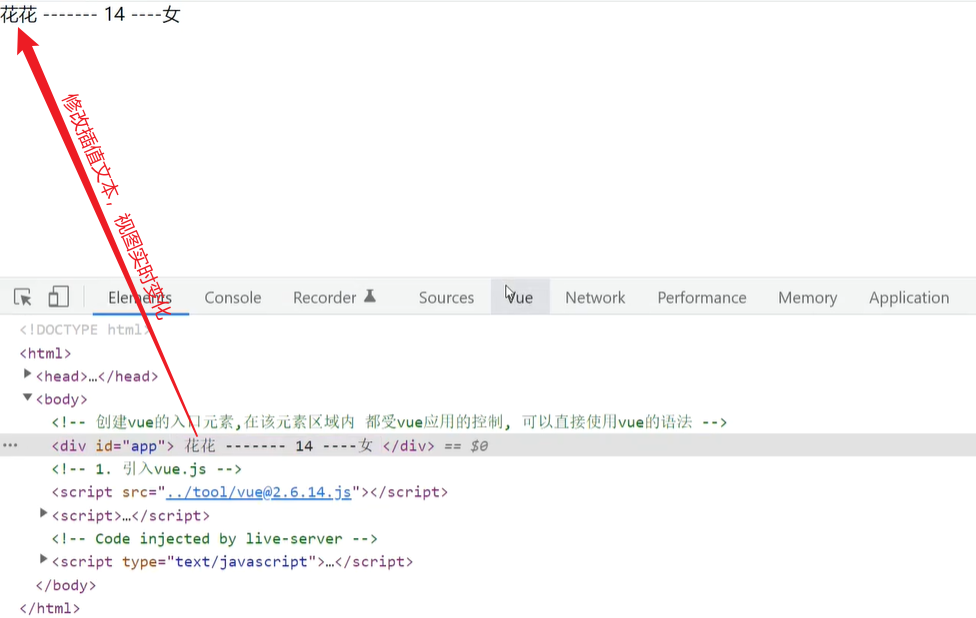 花花 ------- 14 ----女
修改插值文本，视图实时变化
Elements Console Recorder Sources Vue Network Performance Memory Application
<!DOCTYPE html>
<html>
<head>…</head>
<body>
<!-- 创建vue的入口元素,在该元素区域内 都受vue应用的控制, 可以直接使用vue的语法 -->
<div id="app"> 花花 ------- 14 ----女 </div> == $0
<!-- 1. 引入vue.js -->
<script src="../tool/vue@2.6.14.js"></script>
<script>…</script>
<!-- Code injected by live-server -->
<script type="text/javascript">…</script>
</body>
</html>